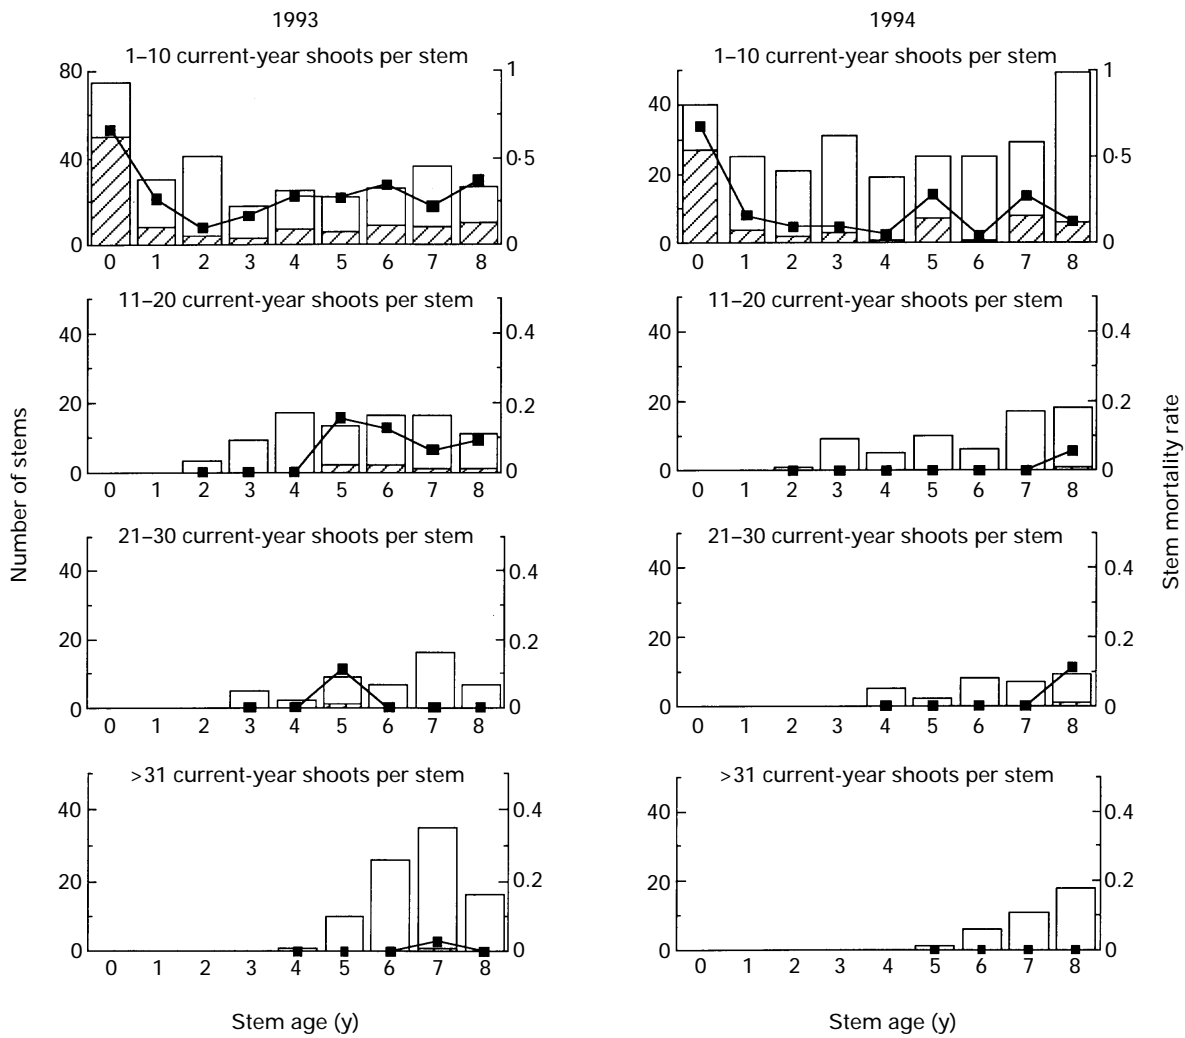 1993
1994
1–10 current-year shoots per stem
1–10 current-year shoots per stem
80
40
0
1
0.5
0
0 1 2 3 4 5 6 7 8
40
20
0
1
0.5
0
0 1 2 3 4 5 6 7 8
11–20 current-year shoots per stem
11–20 current-year shoots per stem
40
20
0
0.4
0.2
0
0 1 2 3 4 5 6 7 8
40
20
0
0.4
0.2
0
0 1 2 3 4 5 6 7 8
21–30 current-year shoots per stem
21–30 current-year shoots per stem
40
20
0
0.4
0.2
0
0 1 2 3 4 5 6 7 8
40
20
0
0.4
0.2
0
0 1 2 3 4 5 6 7 8
>31 current-year shoots per stem
>31 current-year shoots per stem
40
20
0
0.4
0.2
0
0 1 2 3 4 5 6 7 8
40
20
0
0.4
0.2
0
0 1 2 3 4 5 6 7 8
Number of stems
Stem mortality rate
Stem age (y)
Stem age (y)